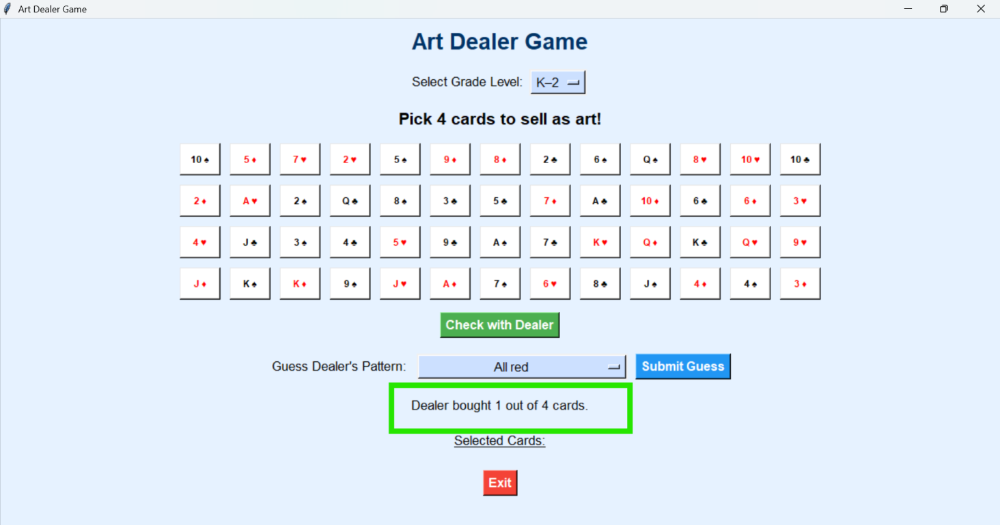 Art Dealer Game
Art Dealer Game
Select Grade Level: K–2
Pick 4 cards to sell as art!
10♠ 5♦ 7♥ 2♥ 5♠ 9♦ 8♦ 2♣ 6♠ Q♠ 8♥ 10♥ 10♣
2♦ A♥ 2♠ Q♣ 8♠ 3♣ 5♣ 7♦ A♣ 10♦ 6♣ 6♦ 3♥
4♥ J♣ 3♠ 4♣ 5♥ 9♣ A♠ 7♣ K♥ Q♦ K♣ Q♥ 9♥
J♦ K♠ K♦ 9♠ J♥ A♦ 7♠ 6♥ 8♣ J♠ 4♦ 4♠ 3♦
Check with Dealer
Guess Dealer's Pattern: All red Submit Guess
Dealer bought 1 out of 4 cards.
Selected Cards:
Exit